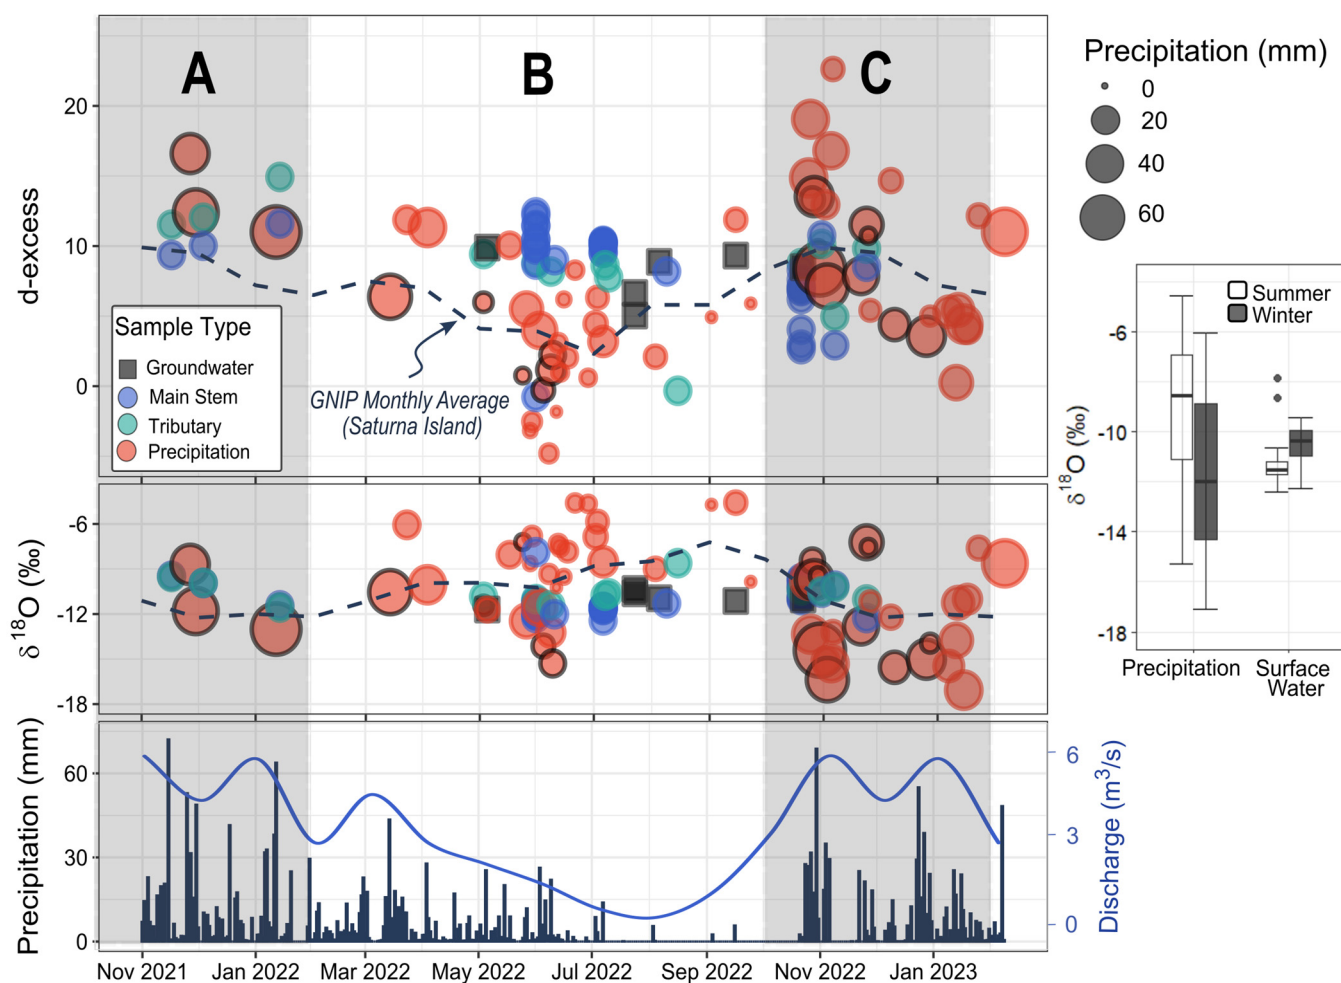 A
B
C
d-excess
20
10
0
Sample Type
Groundwater
Main Stem
Tributary
Precipitation
GNIP Monthly Average
(Saturna Island)
δ 18O (‰)
-6
-12
-18
Precipitation (mm)
60
30
0
6
3
0
Discharge (m3/s)
Nov 2021
Jan 2022
Mar 2022
May 2022
Jul 2022
Sep 2022
Nov 2022
Jan 2023
Precipitation (mm)
0
20
40
60
Summer
Winter
δ 18O (‰)
-6
-10
-14
-18
Precipitation
Surface
Water